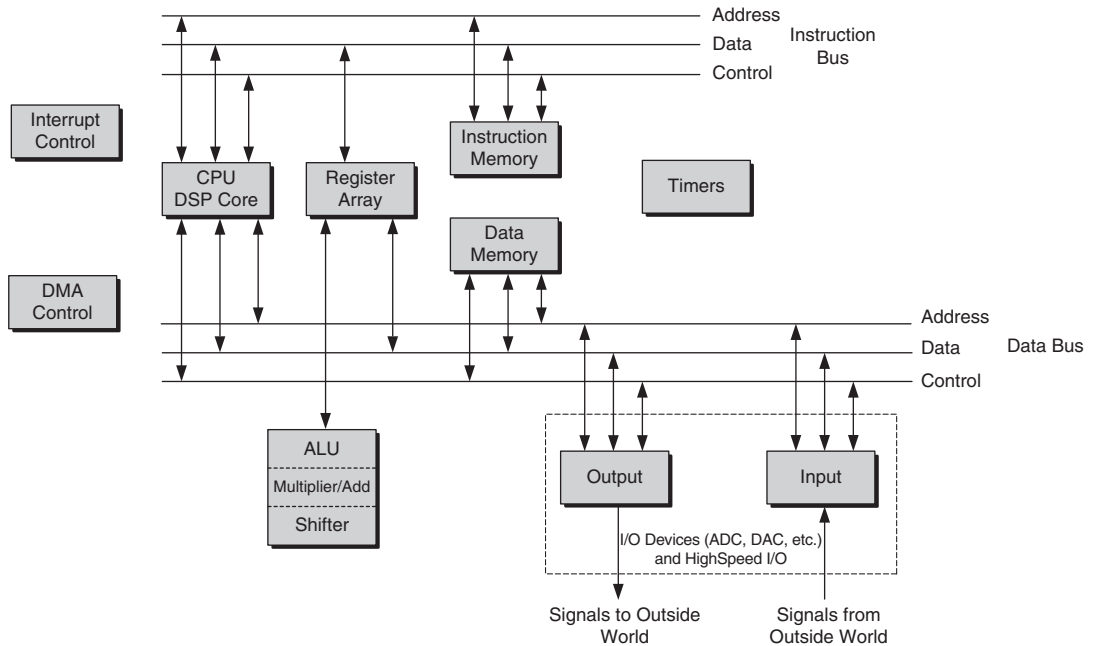 Address
Data
Control
Instruction
Bus
Interrupt
Control
CPU
DSP Core
Register
Array
Instruction
Memory
Timers
Data
Memory
DMA
Control
Address
Data
Control
Data Bus
ALU
Multiplier/Add
Shifter
Output
Input
I/O Devices (ADC, DAC, etc.)
and HighSpeed I/O
Signals to Outside
World
Signals from
Outside World